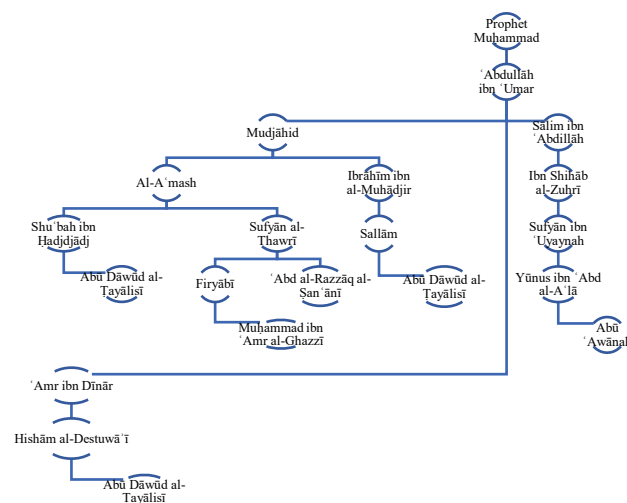 Prophet
Muḥammad
ʿAbdullāh
ibn ʿUmar
Mudjāhid
Sālim ibn
ʿAbdillāh
Al-Aʿmash
Ibrāhīm ibn
al-Muhādjir
Ibn Shihāb
al-Zuhrī
Shuʿbah ibn
Ḥadjdjādj
Sufyān al-
Thawrī
Sallām
Sufyān ibn
ʿUyaynah
Abū Dāwūd al-
Ṭayālisī
Firyābī
ʿAbd al-Razzāq al-
Ṣanʿānī
Abū Dāwūd al-
Ṭayālisī
Yūnus ibn ʿAbd
al-Aʿlā
Muḥammad ibn
ʿAmr al-Ghazzī
Abū
ʿAwānah
ʿAmr ibn Dīnār
Hishām al-Destuwāʾī
Abū Dāwūd al-
Ṭayālisī